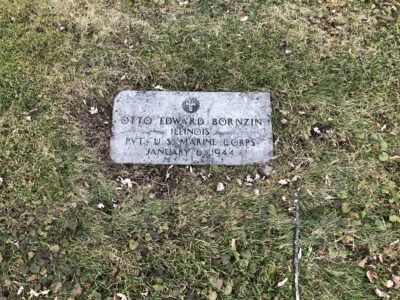 OTTO EDWARD BORNZIN
ILLINOIS
PVT. U. S. MARINE CORPS
JANUARY 6, 1944